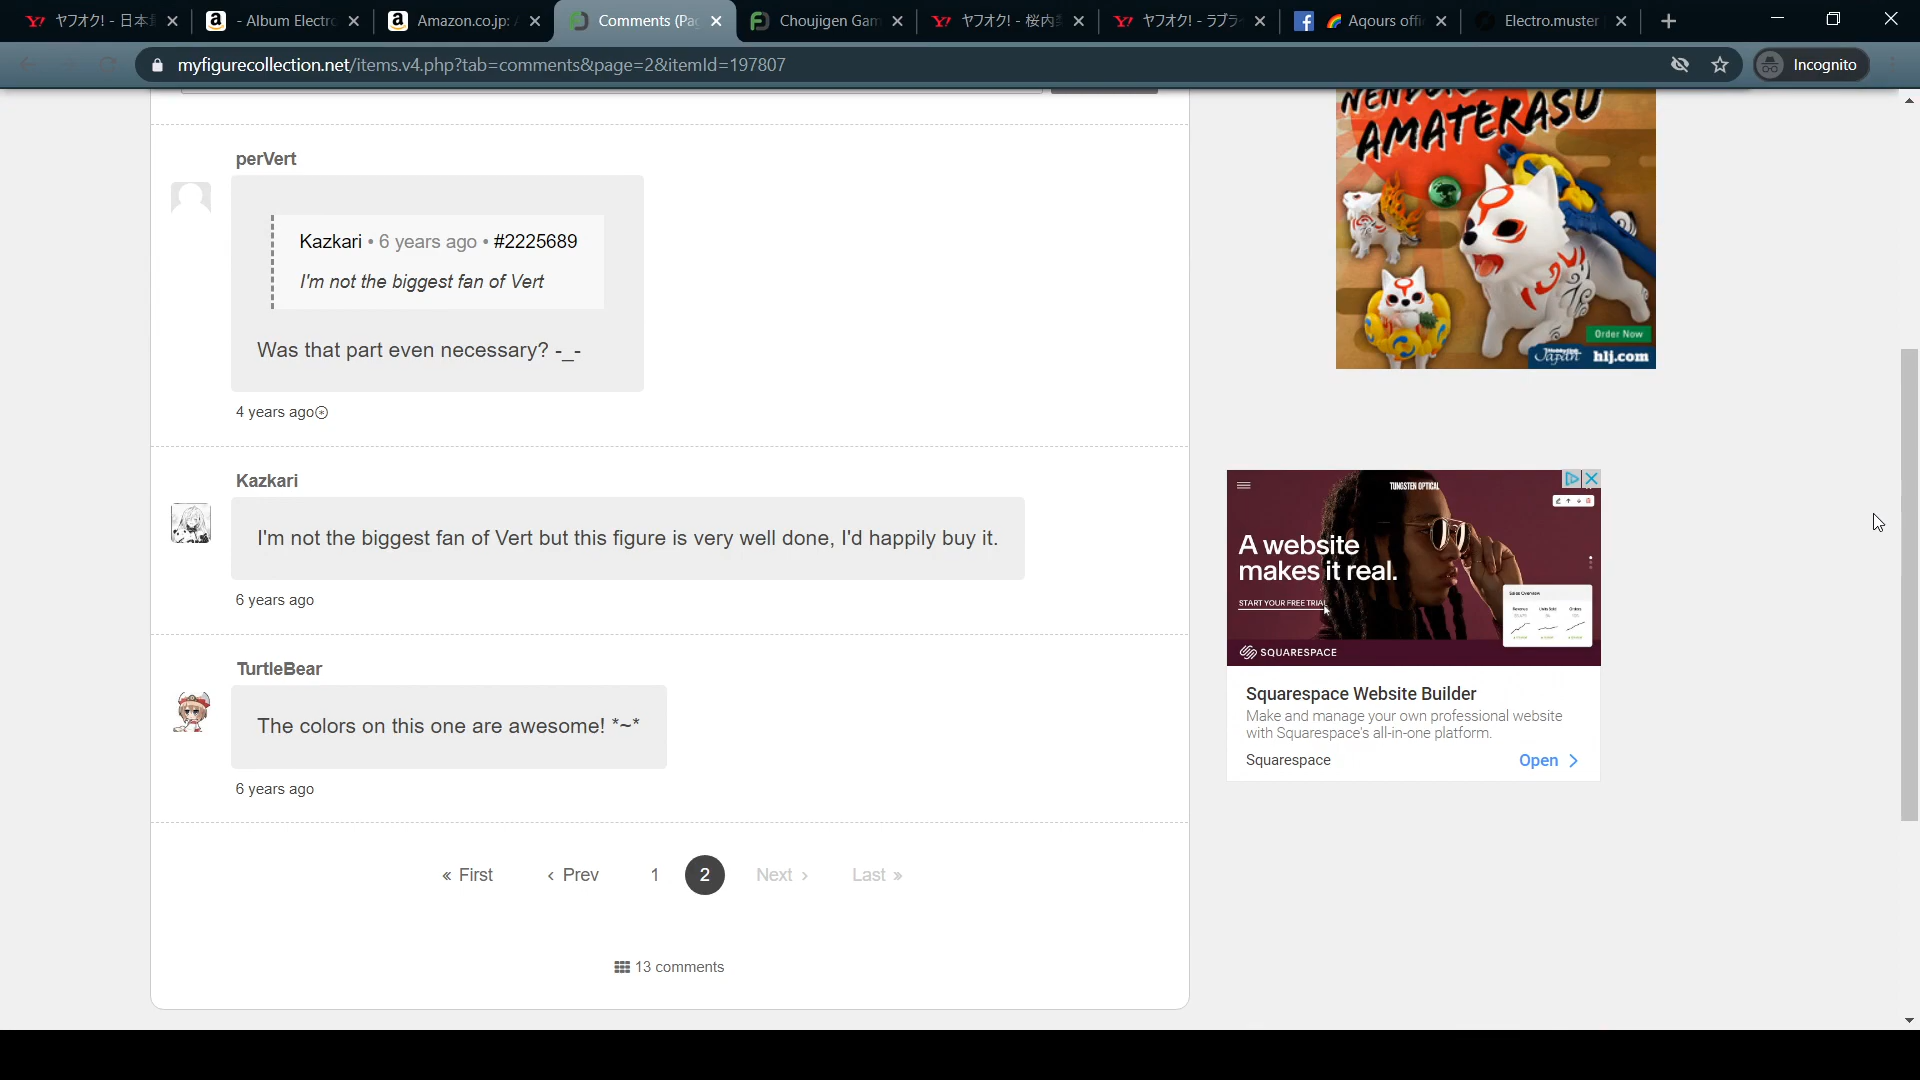 ヤフオク! - 日本
- Album Electro
Amazon.co.jp:
Comments (Pa
Choujigen Gam
ヤフオク! - 桜内
ヤフオク! - ラブラ
Aqours offi
Electro.muster
myfigurecollection.net/items.v4.php?tab=comments&page=2&itemId=197807
Incognito
AMATERASU
Order Now
hlj.com
perVert
Kazkari • 6 years ago • #2225689
I'm not the biggest fan of Vert
Was that part even necessary? -_-
4 years ago
Kazkari
I'm not the biggest fan of Vert but this figure is very well done, I'd happily buy it.
6 years ago
TurtleBear
The colors on this one are awesome! *~*
6 years ago
« First ‹ Prev 1 2 Next › Last »
13 comments
TUNGSTEN OPTICAL
A website
makes it real.
START YOUR FREE TRIAL
Sales Overview
SQUARESPACE
Squarespace Website Builder
Make and manage your own professional website
with Squarespace's all-in-one platform.
Squarespace
Open